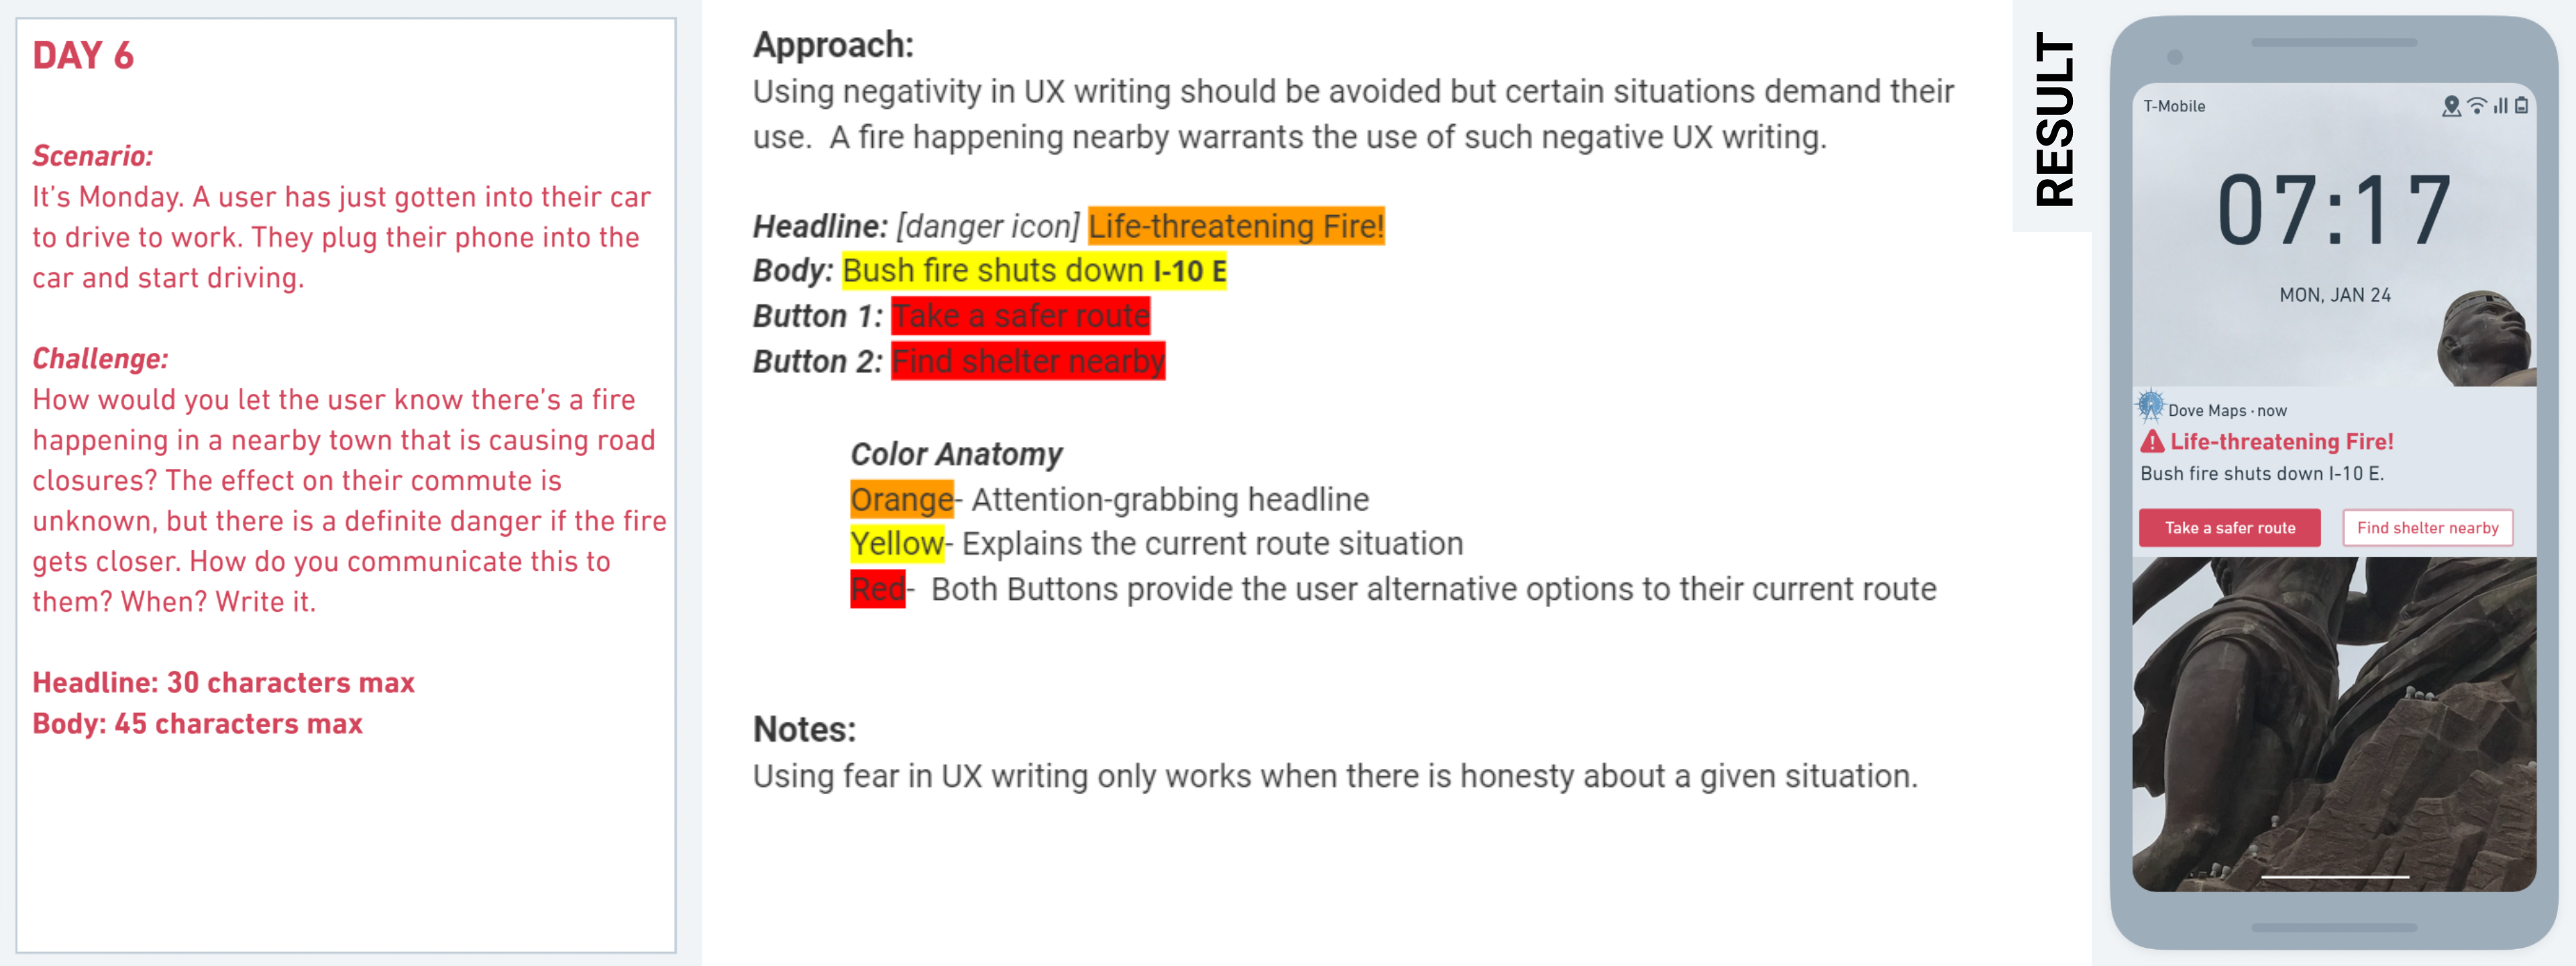 DAY 6
Scenario:
It's Monday. A user has just gotten into their car
to drive to work. They plug their phone into the
car and start driving.
Challenge:
How would you let the user know there's a fire
happening in a nearby town that is causing road
closures? The effect on their commute is
unknown, but there is a definite danger if the fire
gets closer. How do you communicate this to
them? When? Write it.
Headline: 30 characters max
Body: 45 characters max
Approach:
Using negativity in UX writing should be avoided but certain situations demand their
use.  A fire happening nearby warrants the use of such negative UX writing.
Headline: [danger icon] Life-threatening Fire!
Body: Bush fire shuts down I-10 E
Button 1: Take a safer route
Button 2: Find shelter nearby
Color Anatomy
Orange- Attention-grabbing headline
Yellow- Explains the current route situation
Red-  Both Buttons provide the user alternative options to their current route
Notes:
Using fear in UX writing only works when there is honesty about a given situation.
RESULT
T-Mobile
07:17
MON, JAN 24
Dove Maps · now
Life-threatening Fire!
Bush fire shuts down I-10 E.
Take a safer route
Find shelter nearby